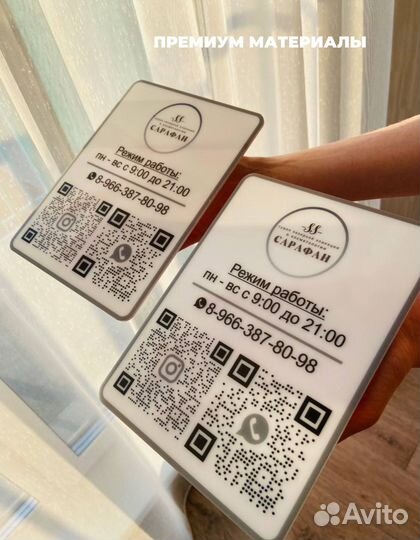 ПРЕМИУМ МАТЕРИАЛЫ
САРАФАН
Режим работы:
пн - вс с 9:00 до 21:00
8-966-387-80-98
САРАФАН
Режим работы:
пн - вс с 9:00 до 21:00
8-966-387-80-98
Avito